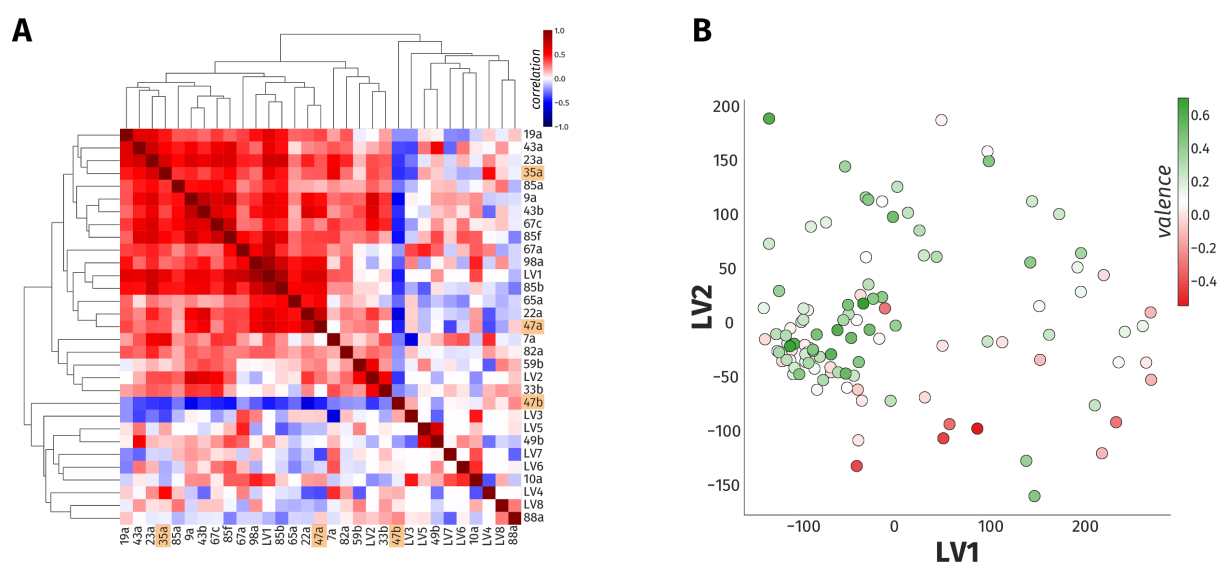 A
B
correlation
1.0
0.5
0.0
−0.5
−1.0
19a
43a
23a
35a
85a
9a
43b
67c
85f
67a
98a
LV1
85b
65a
22a
47a
7a
82a
59b
LV2
33b
47b
LV3
LV5
49b
LV7
LV6
10a
LV4
LV8
88a
19a 43a 23a 35a 85a 9a 43b 67c 85f 67a 98a LV1 85b 65a 22a 47a 7a 82a 59b LV2 33b 47b LV3 LV5 49b LV7 LV6 10a LV4 LV8 88a
LV2
200
150
100
50
0
−50
−100
−150
−100 0 100 200
LV1
valence
0.6
0.4
0.2
0.0
−0.2
−0.4